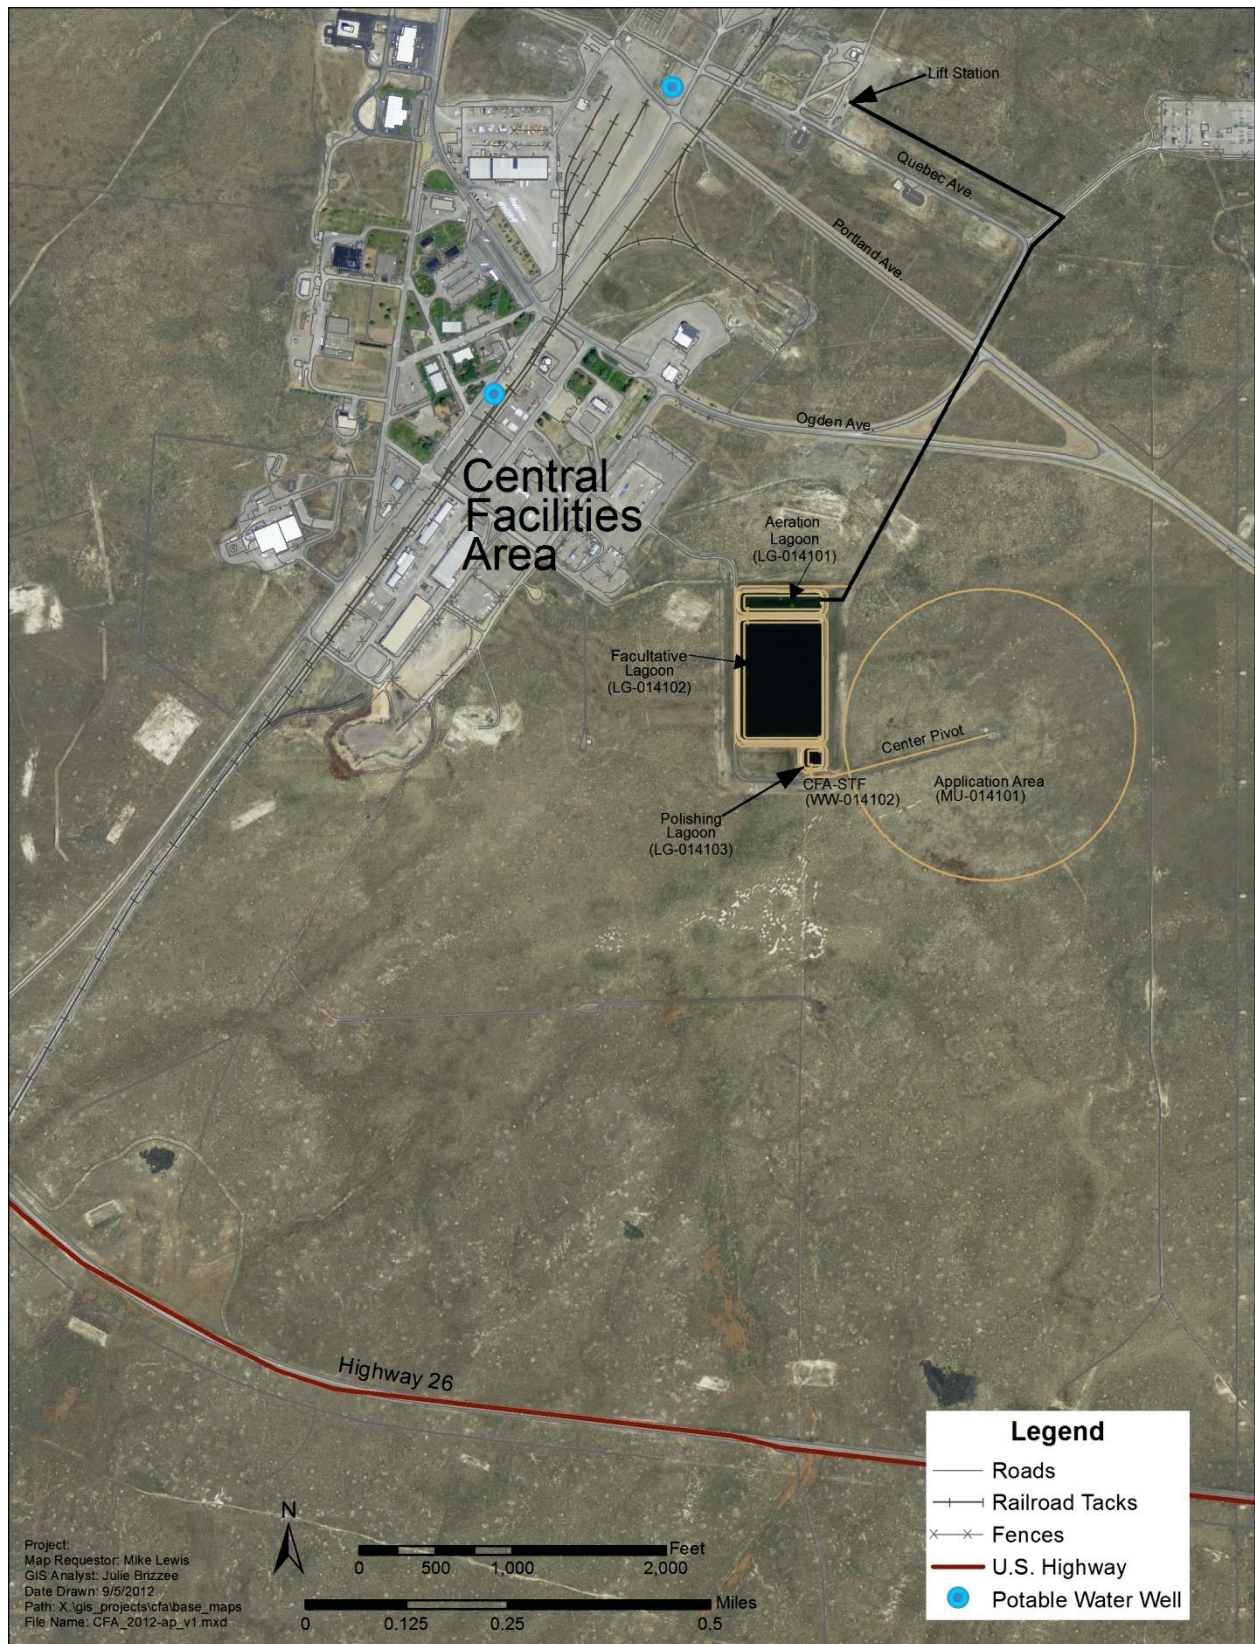 Lift Station
Quebec Ave.
Portland Ave.
Ogden Ave.
Central
Facilities
Area
Aeration
Lagoon
(LG-014101)
Facultative
Lagoon
(LG-014102)
Center Pivot
CFA-STF
(WW-014102)
Application Area
(MU-014101)
Polishing
Lagoon
(LG-014103)
Highway 26
Legend
Roads
Railroad Tacks
Fences
U.S. Highway
Potable Water Well
N
Feet
0 500 1,000 2,000
Miles
0 0.125 0.25 0.5
Project:
Map Requestor: Mike Lewis
GIS Analyst: Julie Brizzee
Date Drawn: 9/5/2012
Path: X:\gis_projects\cfa\base_maps
File Name: CFA_2012-ap_v1.mxd